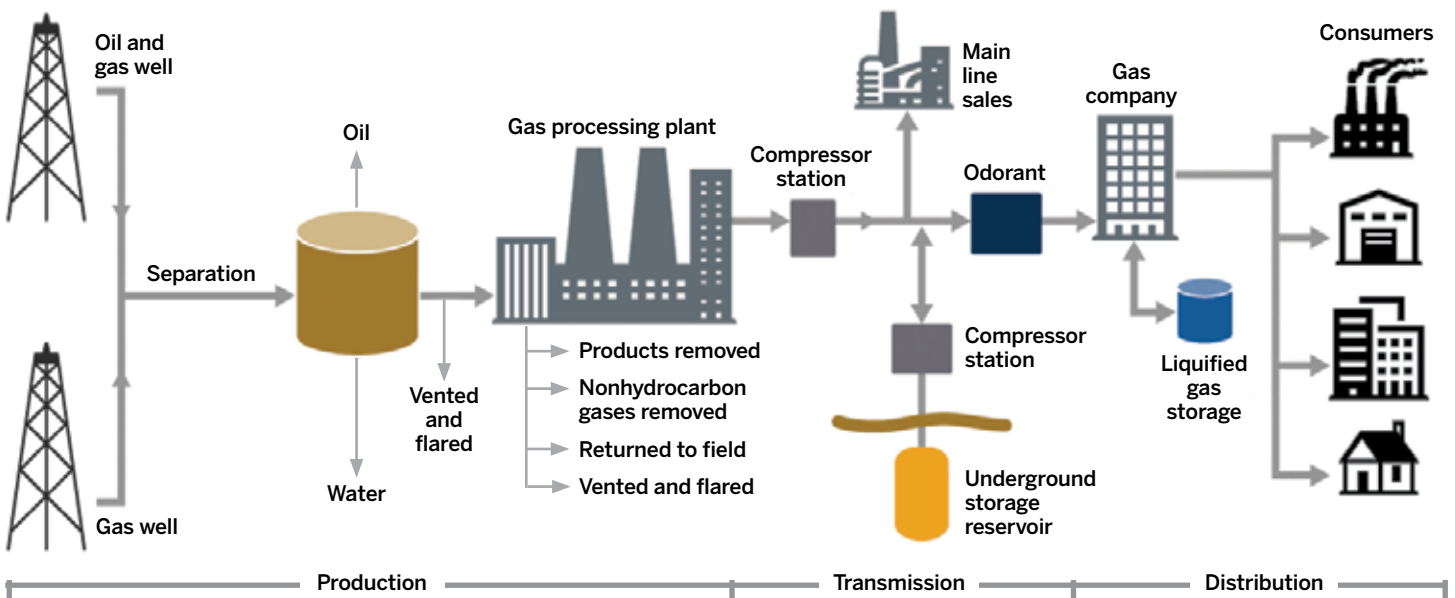 Oil and
gas well
Gas well
Separation
Oil
Water
Vented
and
flared
Gas processing plant
Products removed
Nonhydrocarbon
gases removed
Returned to field
Vented and flared
Compressor
station
Main
line
sales
Odorant
Compressor
station
Underground
storage
reservoir
Gas
company
Liquified
gas
storage
Consumers
Production
Transmission
Distribution